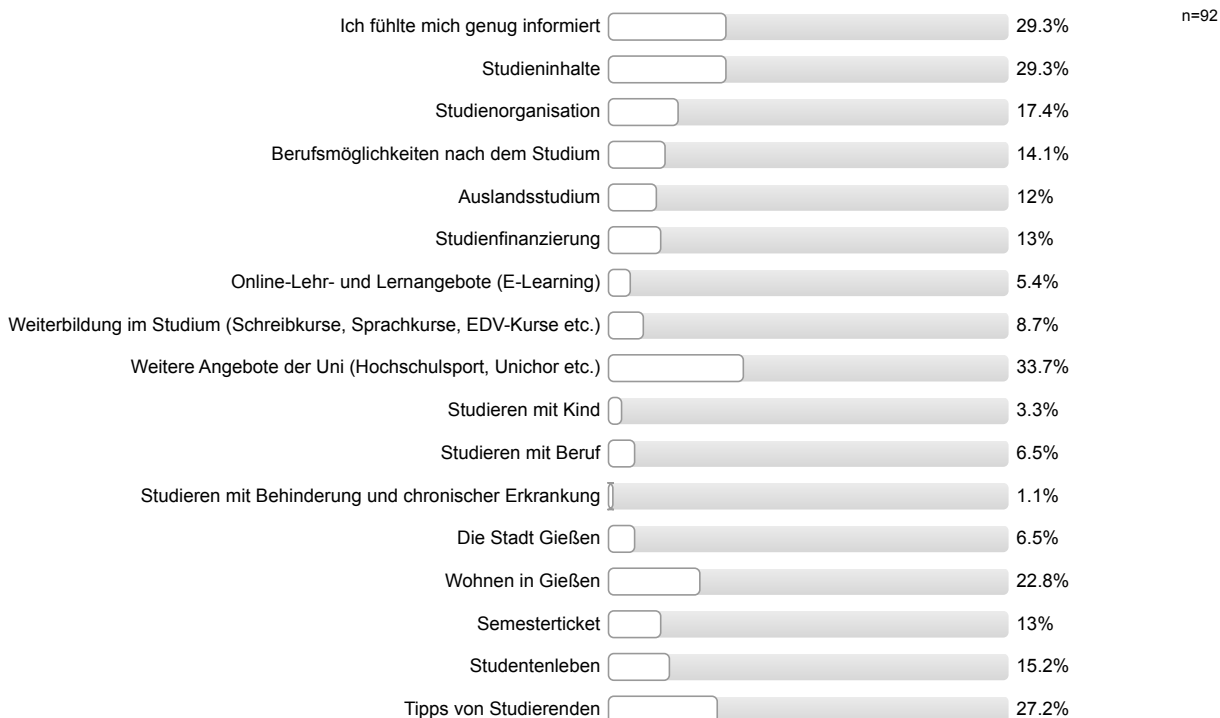 n=92
Ich fühlte mich genug informiert 29.3%
Studieninhalte 29.3%
Studienorganisation 17.4%
Berufsmöglichkeiten nach dem Studium 14.1%
Auslandsstudium 12%
Studienfinanzierung 13%
Online-Lehr- und Lernangebote (E-Learning) 5.4%
Weiterbildung im Studium (Schreibkurse, Sprachkurse, EDV-Kurse etc.) 8.7%
Weitere Angebote der Uni (Hochschulsport, Unichor etc.) 33.7%
Studieren mit Kind 3.3%
Studieren mit Beruf 6.5%
Studieren mit Behinderung und chronischer Erkrankung 1.1%
Die Stadt Gießen 6.5%
Wohnen in Gießen 22.8%
Semesterticket 13%
Studentenleben 15.2%
Tipps von Studierenden 27.2%